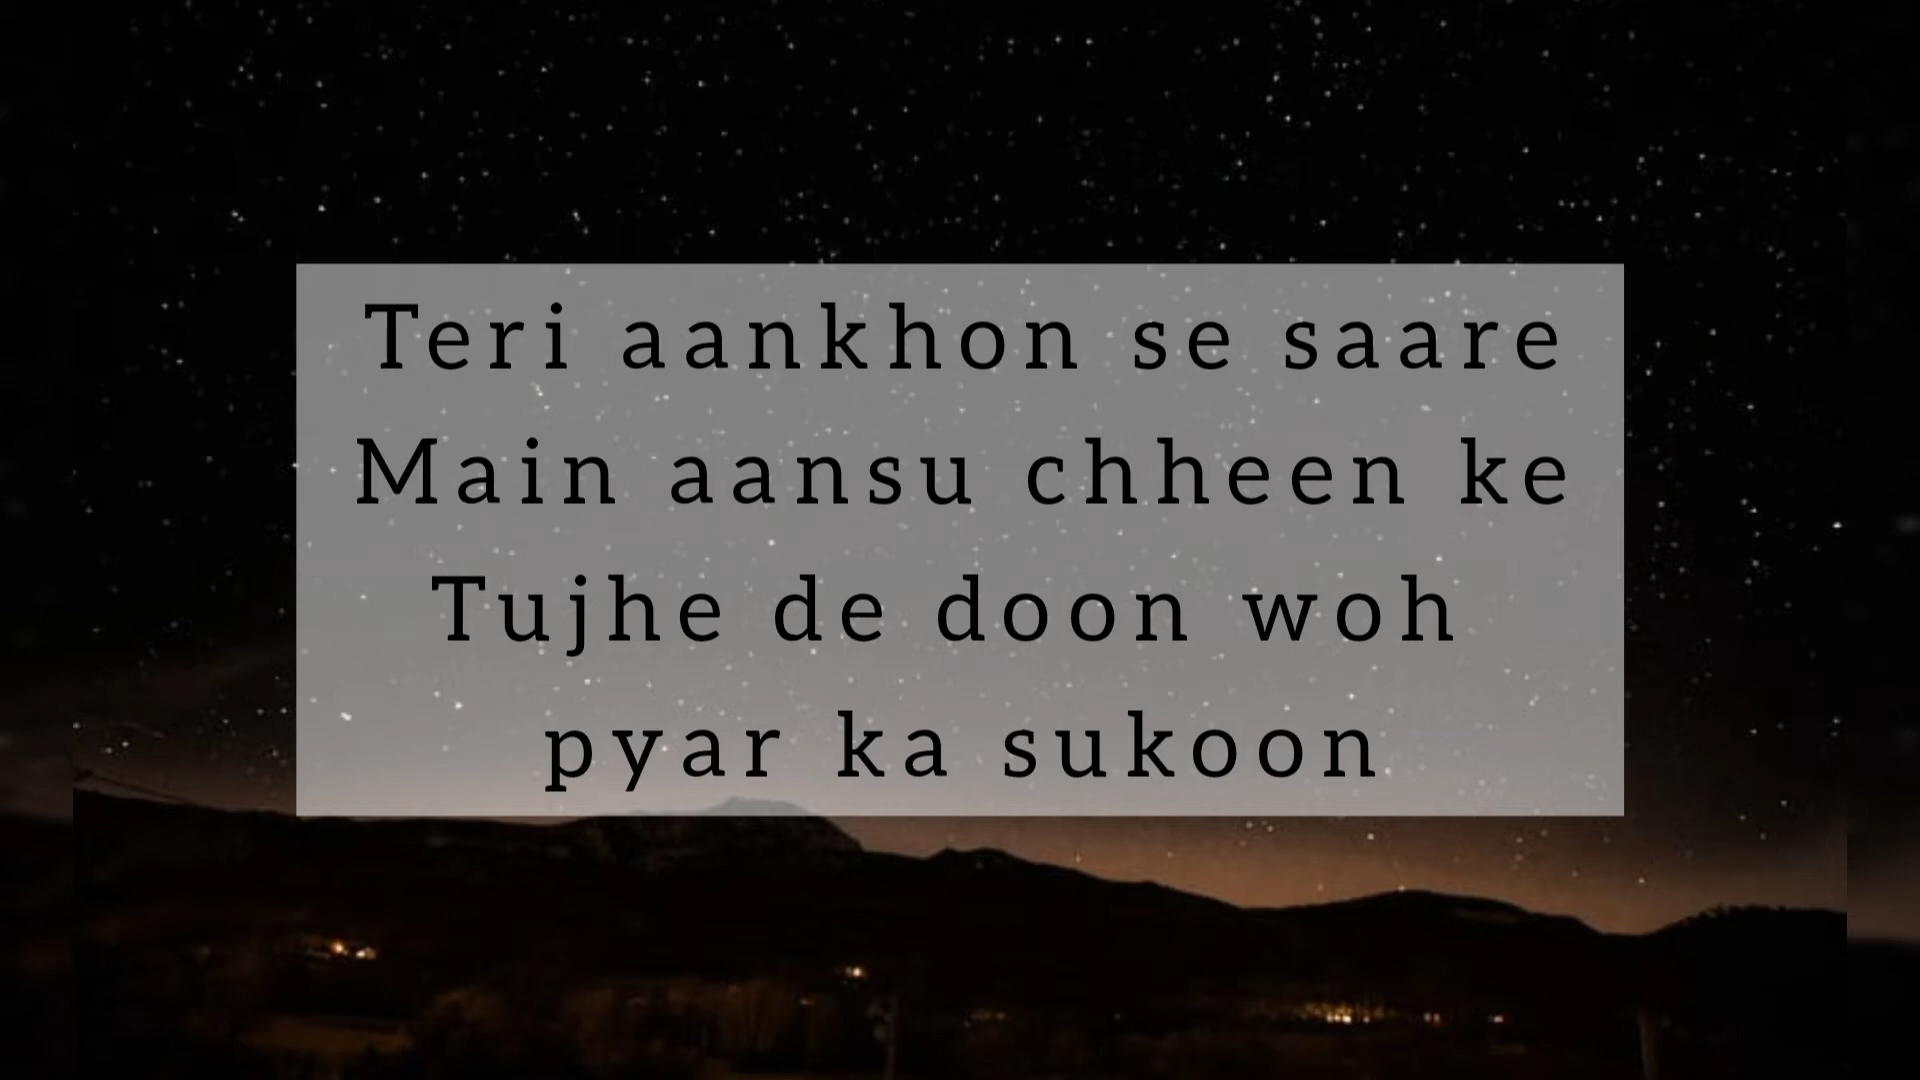 Teri aankhon se saare
Main aansu chheen ke
Tujhe de doon woh
pyar ka sukoon